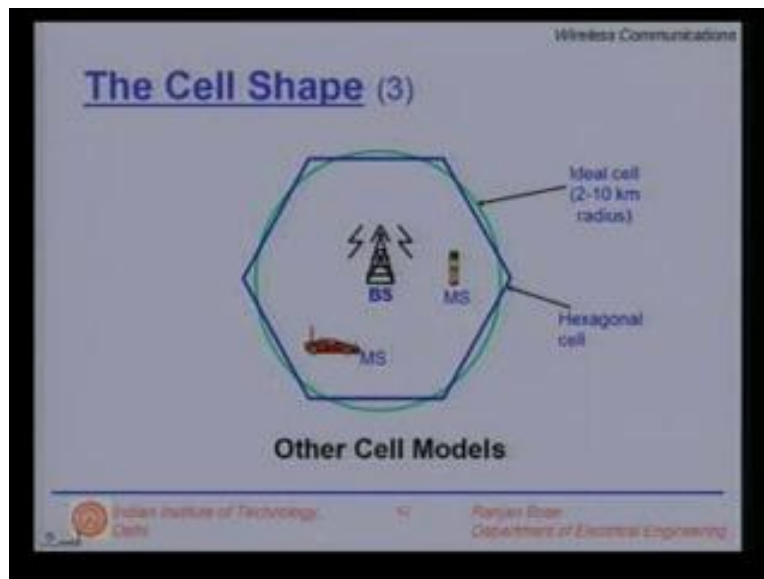 Wireless Communications
The Cell Shape (3)
Ideal cell
(2-10 km
radius)
BS
MS
Hexagonal
cell
MS
Other Cell Models
Indian Institute of Technology,
Delhi
Ranjan Bose
Department of Electrical Engineering